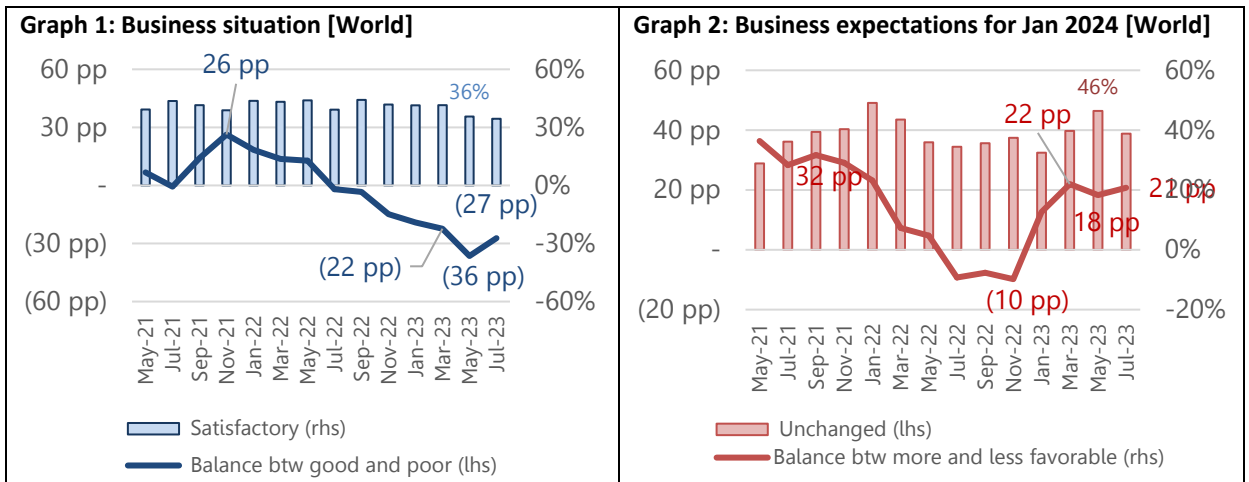 Graph 1: Business situation [World]
60 pp
30 pp
-
(30 pp)
(60 pp)
60%
30%
0%
-30%
-60%
26 pp
36%
(27 pp)
(22 pp)
(36 pp)
May-21
Jul-21
Sep-21
Nov-21
Jan-22
Mar-22
May-22
Jul-22
Sep-22
Nov-22
Jan-23
Mar-23
May-23
Jul-23
Satisfactory (rhs)
Balance btw good and poor (lhs)
Graph 2: Business expectations for Jan 2024 [World]
60 pp
40 pp
20 pp
-
(20 pp)
60%
40%
20%
0%
-20%
46%
22 pp
32 pp
21 pp
18 pp
(10 pp)
May-21
Jul-21
Sep-21
Nov-21
Jan-22
Mar-22
May-22
Jul-22
Sep-22
Nov-22
Jan-23
Mar-23
May-23
Jul-23
Unchanged (lhs)
Balance btw more and less favorable (rhs)